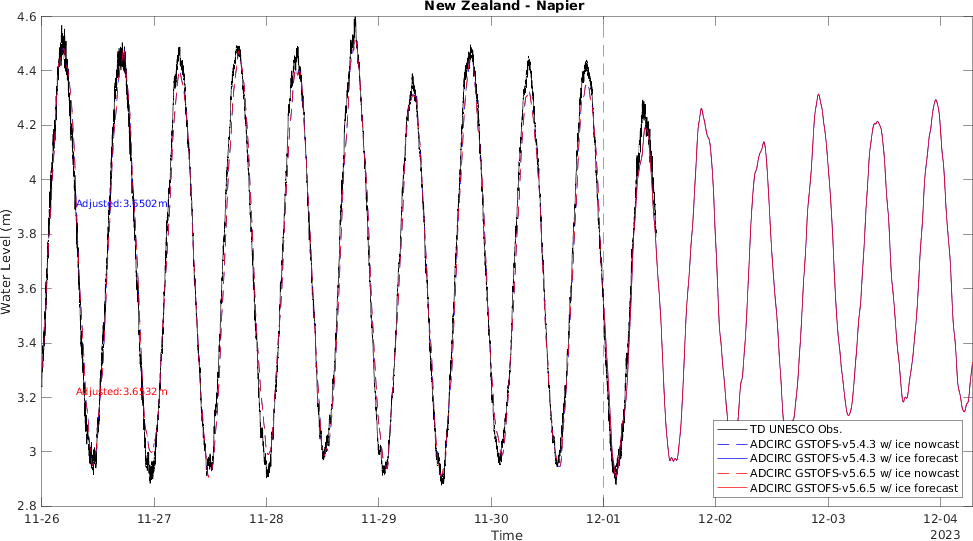 New Zealand - Napier
4.6
4.4
4.2
4
3.8
3.6
3.4
3.2
3
2.8
Water Level (m)
Adjusted:3.6502m
Adjusted:3.6532m
TD UNESCO Obs.
ADCIRC GSTOFS-v5.4.3 w/ ice nowcast
ADCIRC GSTOFS-v5.4.3 w/ ice forecast
ADCIRC GSTOFS-v5.6.5 w/ ice nowcast
ADCIRC GSTOFS-v5.6.5 w/ ice forecast
11-26 11-27 11-28 11-29 11-30 12-01 12-02 12-03 12-04
Time
2023